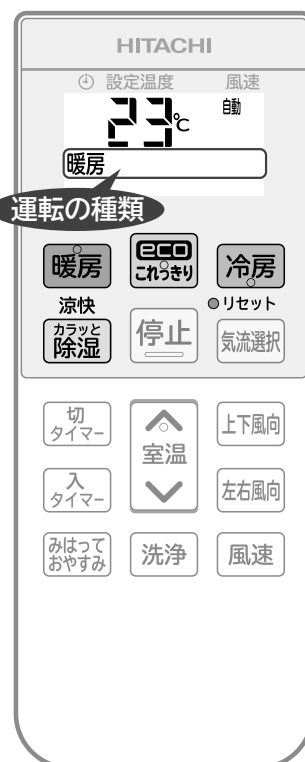 HITACHI
設定温度 風速
23℃ 自動
暖房
運転の種類
暖房
eco
これっきり
冷房
涼快
カラッと
除湿
停止
リセット
気流選択
切
タイマー
室温
上下風向
入
タイマー
左右風向
みはって
おやすみ
洗浄
風速